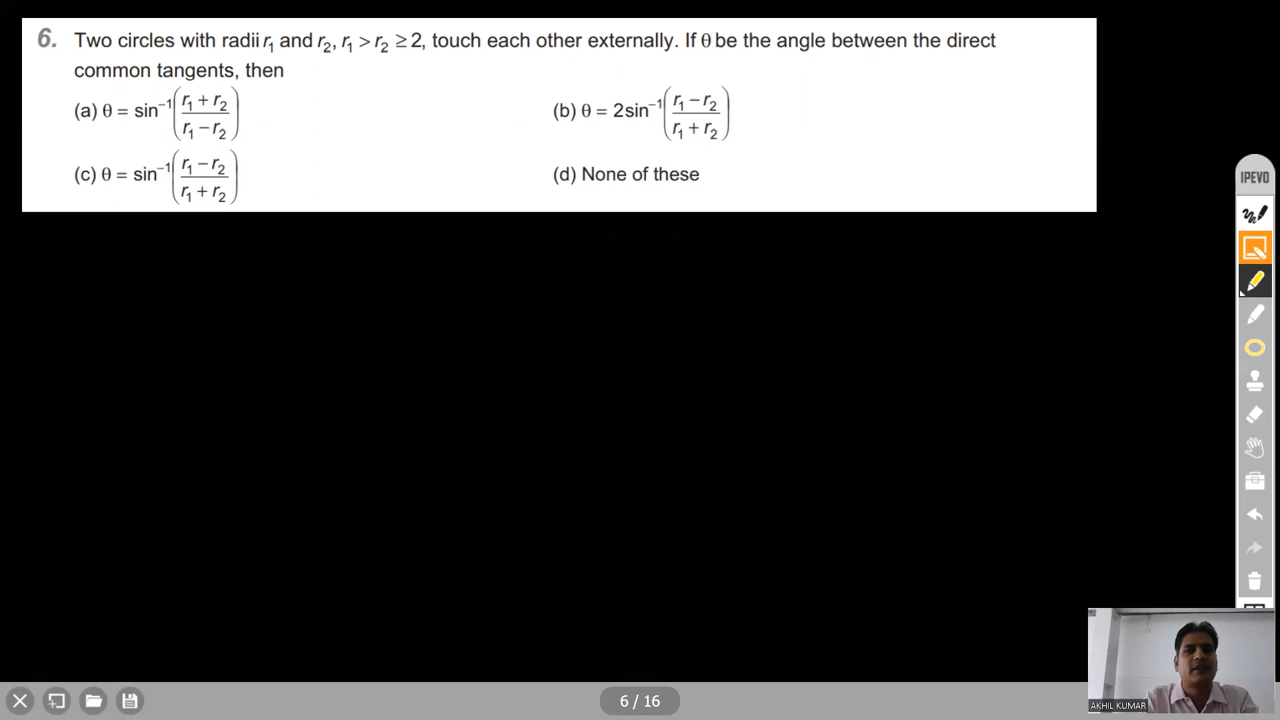 6. Two circles with radii r₁ and r₂, r₁ > r₂ ≥ 2, touch each other externally. If θ be the angle between the direct
common tangents, then
(a) θ = sin⁻¹((r₁ + r₂)/(r₁ − r₂)) (b) θ = 2sin⁻¹((r₁ − r₂)/(r₁ + r₂))
(c) θ = sin⁻¹((r₁ − r₂)/(r₁ + r₂)) (d) None of these
IPEVO
6 / 16
AKHIL KUMAR